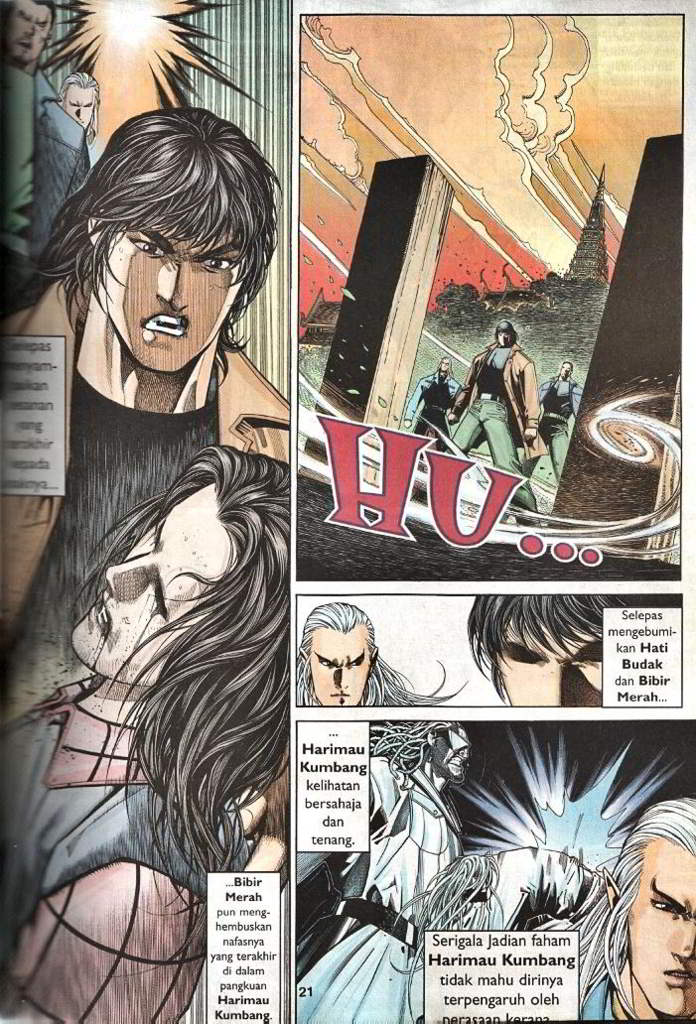 Selepas
menyam-
paikan
pesanan
yang
terakhir
kepada
...Bibir
Merah
pun meng-
hembuskan
nafasnya
yang terakhir
di dalam
pangkuan
Harimau
Kumbang.
HU...
Selepas
mengebumi-
kan Hati
Budak
dan Bibir
Merah...
...
Harimau
Kumbang
kelihatan
bersahaja
dan
tenang.
Serigala Jadian faham
Harimau Kumbang
tidak mahu dirinya
terpengaruh oleh
perasaan kerana
21